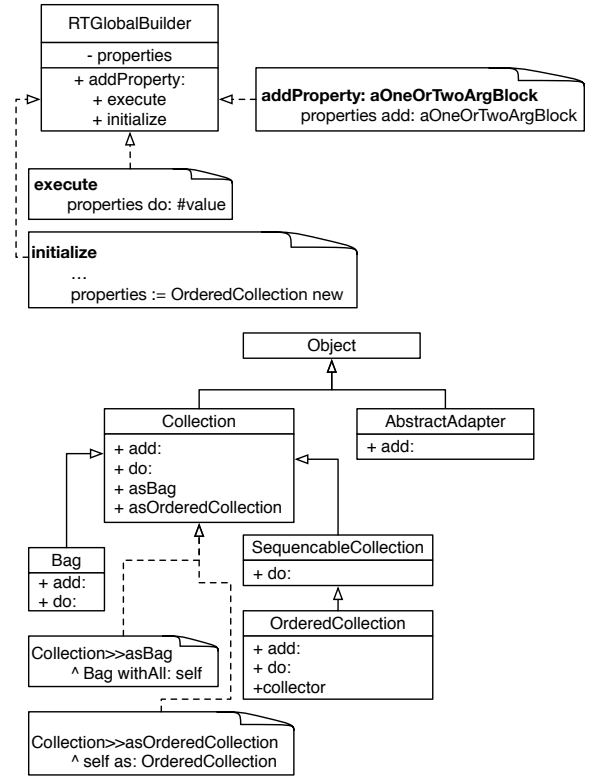 RTGlobalBuilder
- properties
+ addProperty:
+ execute
+ initialize
addProperty: aOneOrTwoArgBlock
properties add: aOneOrTwoArgBlock
execute
properties do: #value
initialize
...
properties := OrderedCollection new
Object
Collection
+ add:
+ do:
+ asBag
+ asOrderedCollection
AbstractAdapter
+ add:
Bag
+ add:
+ do:
SequencableCollection
+ do:
OrderedCollection
+ add:
+ do:
+collector
Collection>>asBag
^ Bag withAll: self
Collection>>asOrderedCollection
^ self as: OrderedCollection